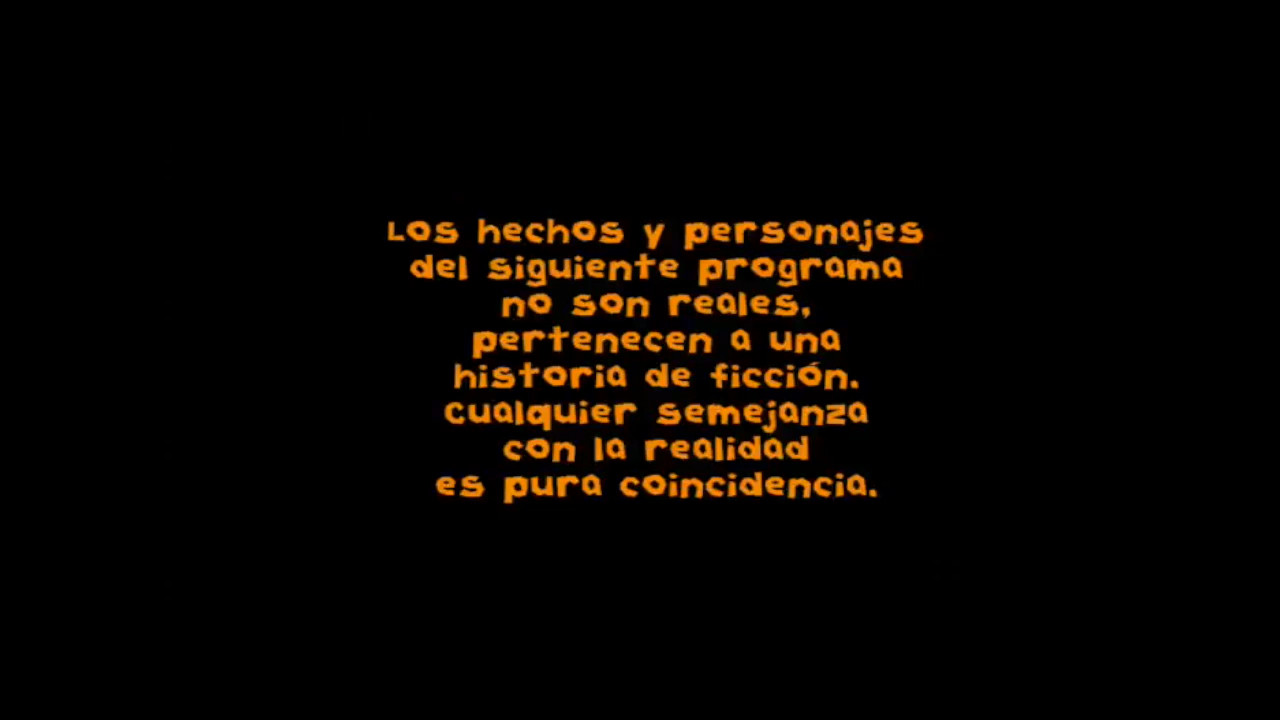 Los hechos y personajes
del siguiente programa
no son reales,
pertenecen a una
historia de ficción.
cualquier semejanza
con la realidad
es pura coincidencia.